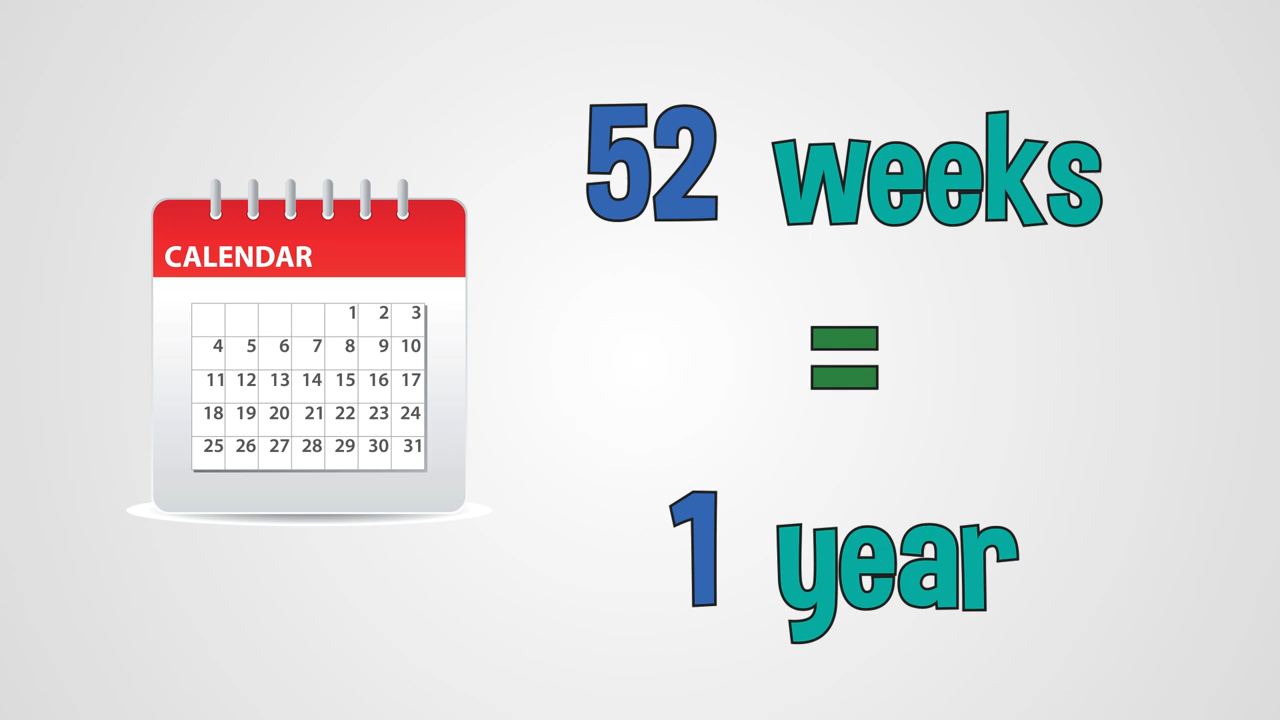 52 weeks
=
1 year
CALENDAR
1 2 3
4 5 6 7 8 9 10
11 12 13 14 15 16 17
18 19 20 21 22 23 24
25 26 27 28 29 30 31